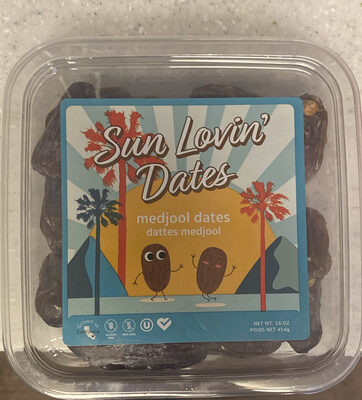 Sun Lovin'
Dates
medjool dates
dattes medjool
NET WT. 16 OZ
POIDS NET 454g